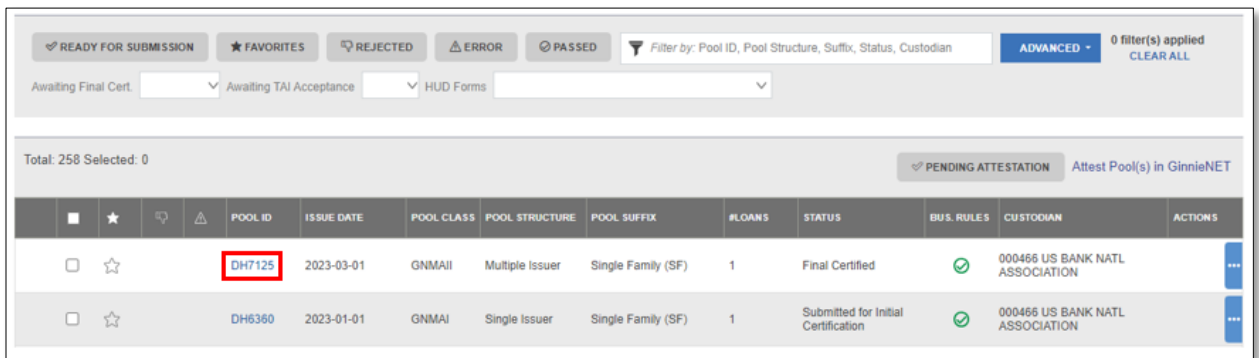 READY FOR SUBMISSION FAVORITES REJECTED ERROR PASSED Filter by: Pool ID, Pool Structure, Suffix, Status, Custodian ADVANCED 0 filter(s) applied
CLEAR ALL
Awaiting Final Cert. Awaiting TAI Acceptance HUD Forms
Total: 258 Selected: 0
PENDING ATTESTATION Attest Pool(s) in GinnieNET
POOL ID ISSUE DATE POOL CLASS POOL STRUCTURE POOL SUFFIX #LOANS STATUS BUS. RULES CUSTODIAN ACTIONS
DH7125 2023-03-01 GNMAII Multiple Issuer Single Family (SF) 1 Final Certified 000466 US BANK NATL
ASSOCIATION
DH6360 2023-01-01 GNMAI Single Issuer Single Family (SF) 1 Submitted for Initial 000466 US BANK NATL
Certification ASSOCIATION